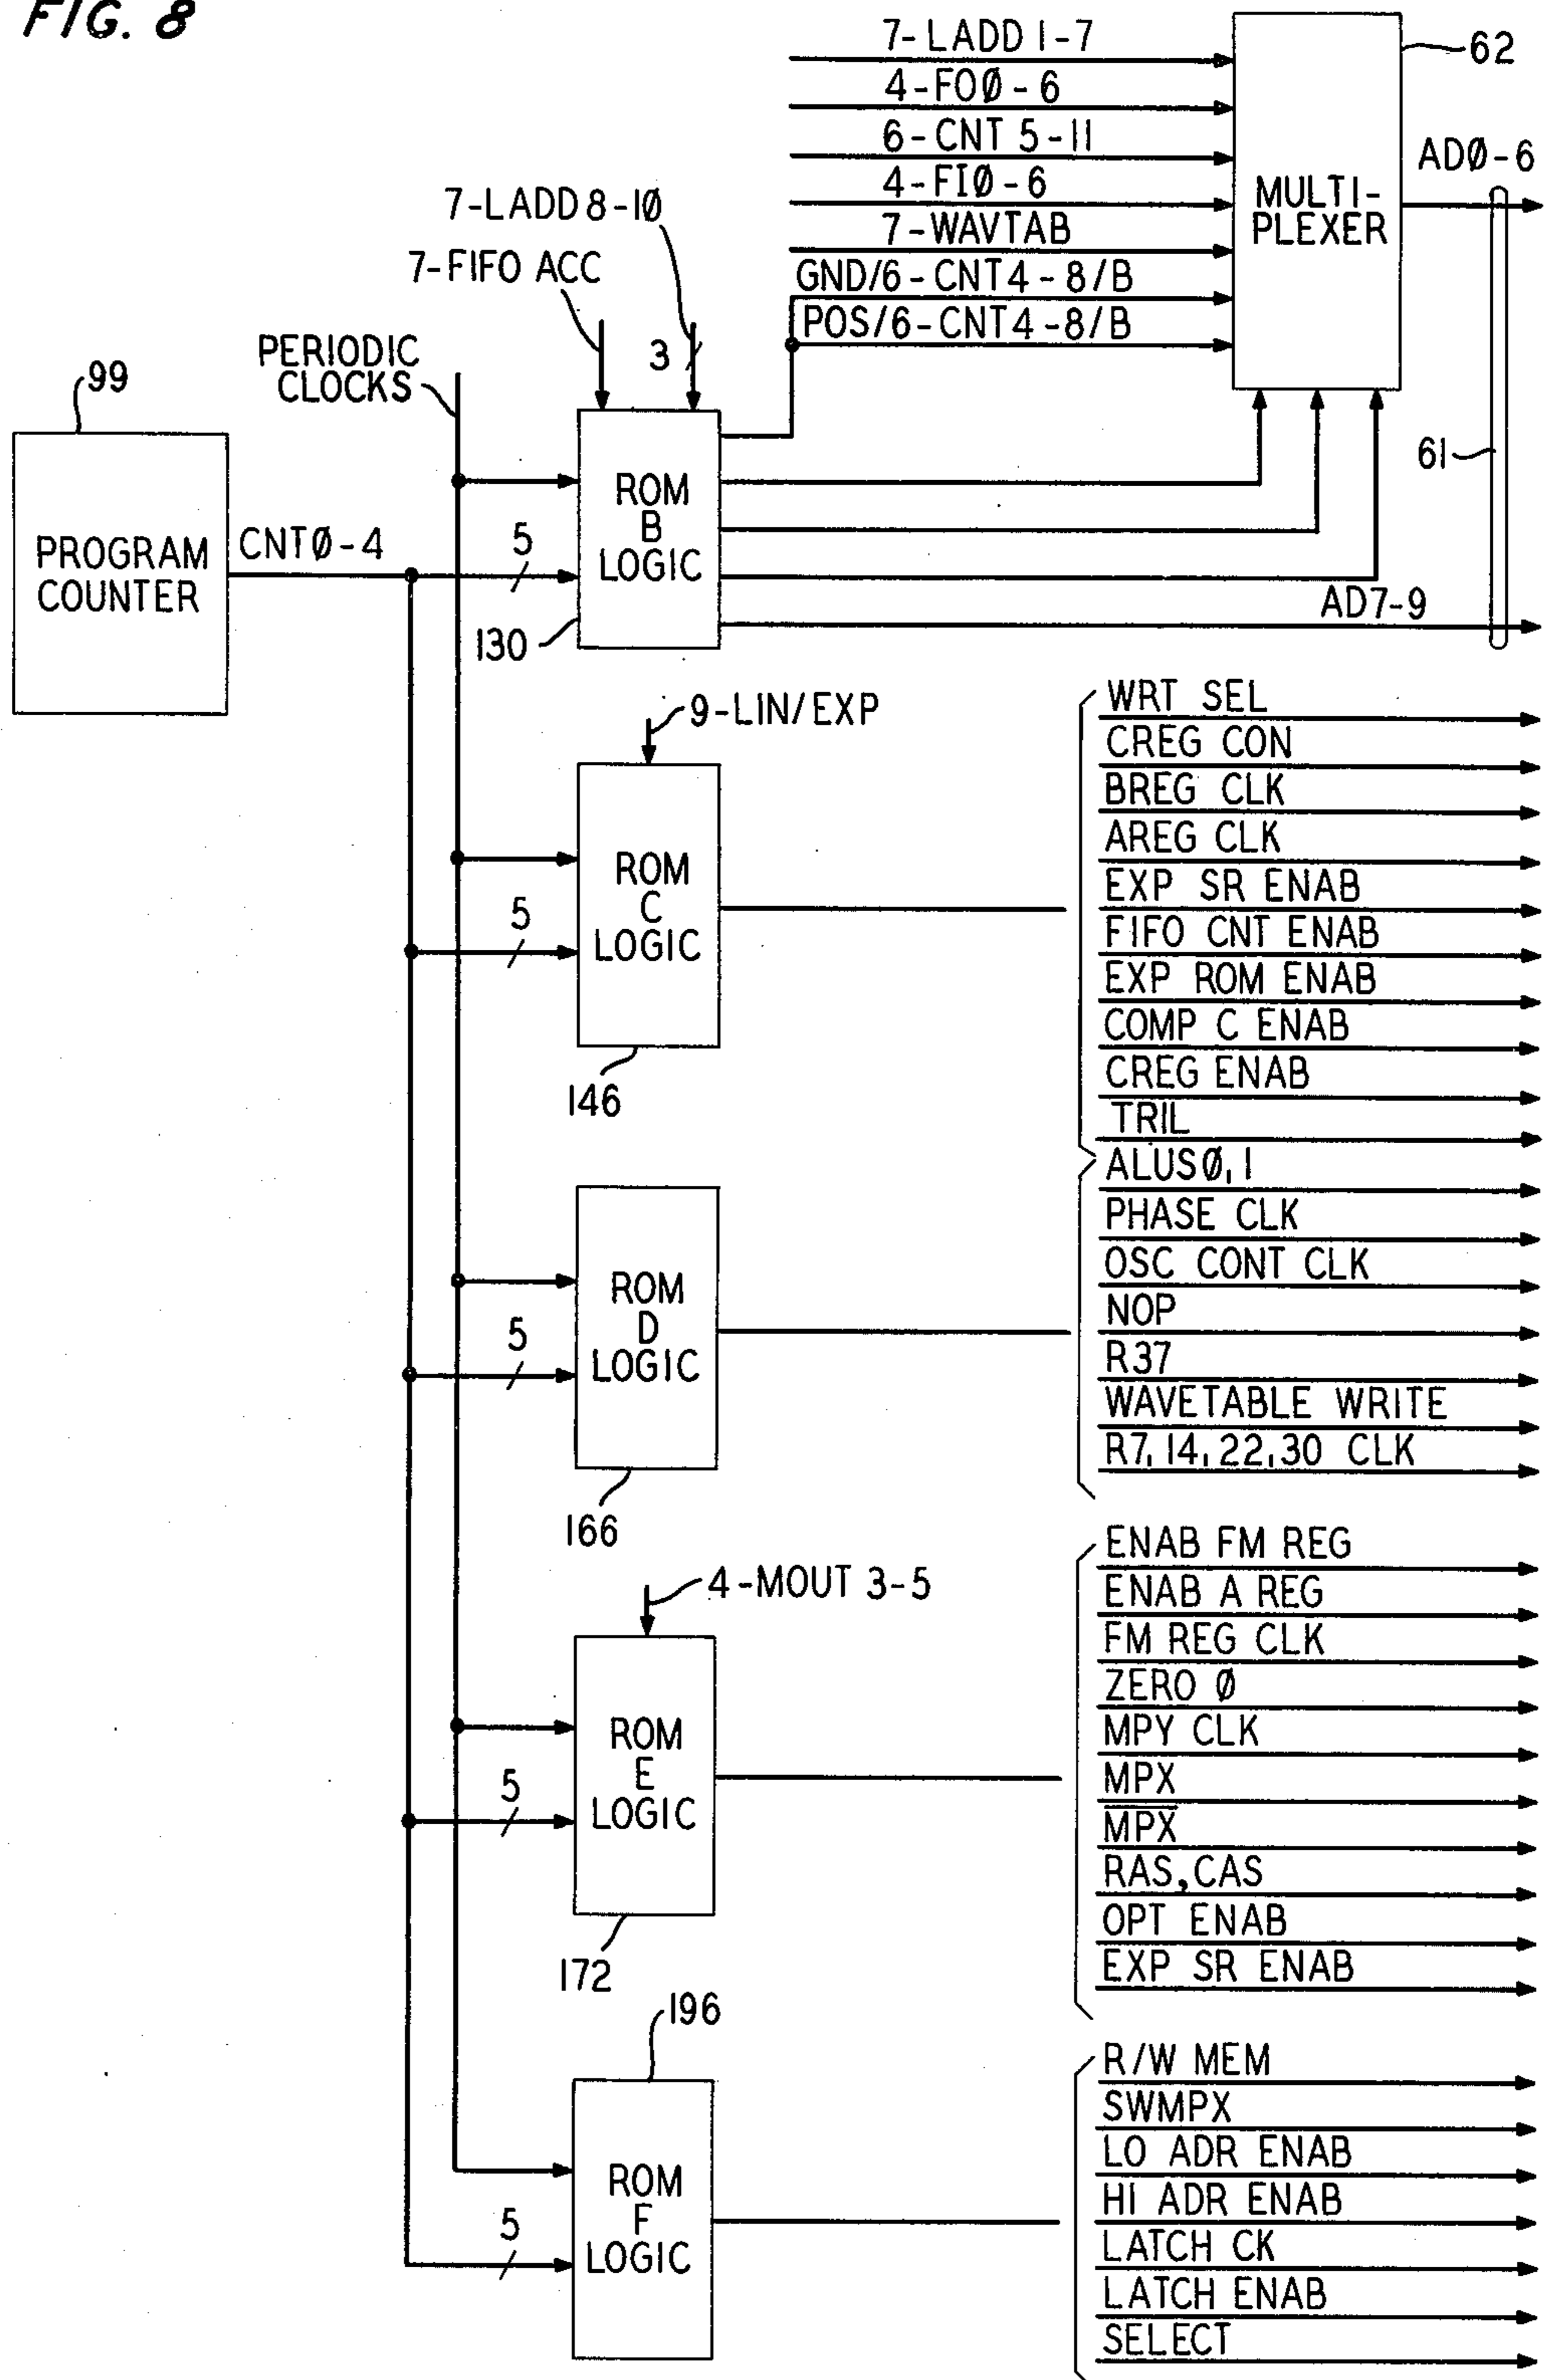 FIG. 8
7-LADD 1-7
62
4-FOØ-6
6-CNT 5-11
ADØ-6
4-FIØ-6
MULTI-
PLEXER
7-LADD 8-1Ø
7-WAVTAB
7-FIFO ACC
GND/6-CNT4-8/B
POS/6-CNT4-8/B
PERIODIC
CLOCKS
3
99
61
ROM
B
LOGIC
PROGRAM
COUNTER
CNTØ-4
5
AD7-9
130
9-LIN/EXP
WRT SEL
CREG CON
BREG CLK
AREG CLK
ROM
C
LOGIC
5
EXP SR ENAB
FIFO CNT ENAB
EXP ROM ENAB
COMP C ENAB
CREG ENAB
146
TRIL
ALUSØ,1
PHASE CLK
OSC CONT CLK
ROM
D
LOGIC
5
NOP
R37
WAVETABLE WRITE
R7,14,22,30 CLK
166
ENAB FM REG
4-MOUT 3-5
ENAB A REG
FM REG CLK
ZERO Ø
ROM
E
LOGIC
5
MPY CLK
MPX
M̅P̅X̅
RAS,CAS
OPT ENAB
EXP SR ENAB
172
196
R/W MEM
SWMPX
LO ADR ENAB
ROM
F
LOGIC
5
HI ADR ENAB
LATCH CK
LATCH ENAB
SELECT